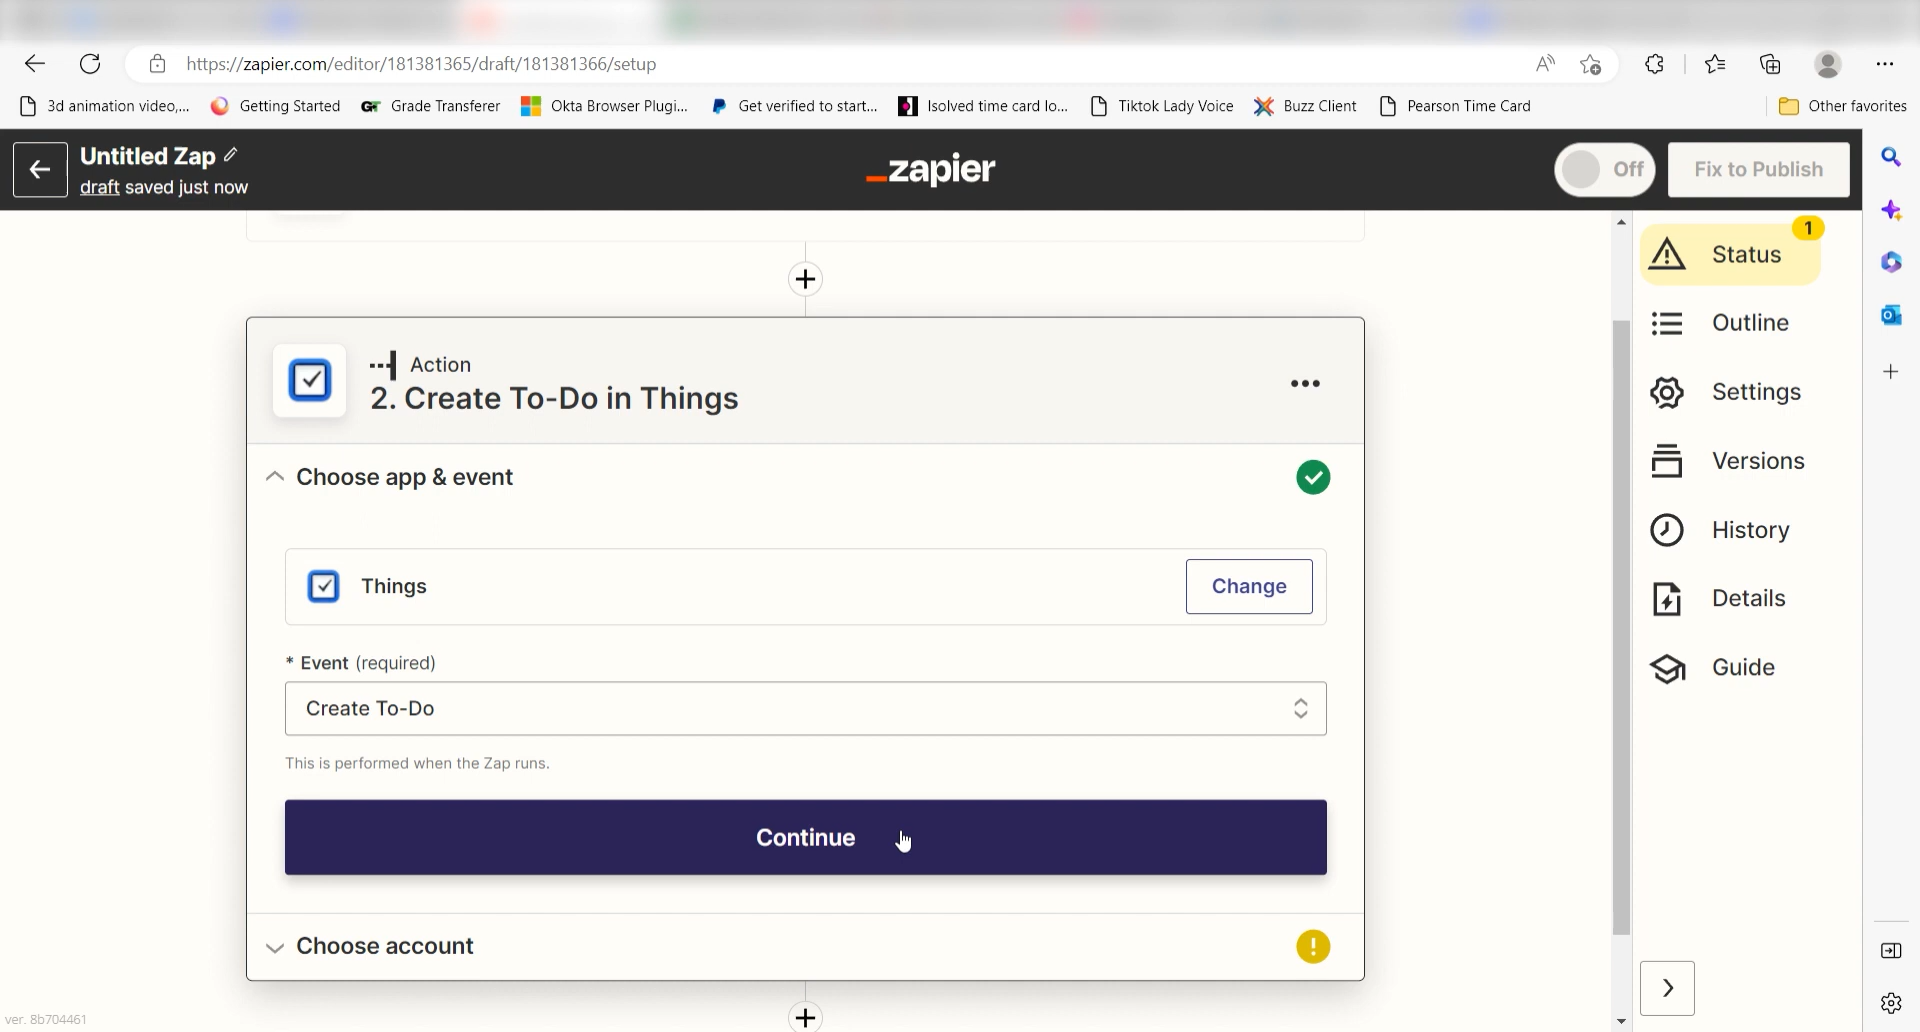 https://zapier.com/editor/181381365/draft/181381366/setup
3d animation video,...
Getting Started
Grade Transferer
Okta Browser Plugi...
Get verified to start...
Isolved time card lo...
Tiktok Lady Voice
Buzz Client
Pearson Time Card
Other favorites
Untitled Zap
draft saved just now
zapier
Off
Fix to Publish
1
Status
Outline
Settings
Versions
History
Details
Guide
Action
2. Create To-Do in Things
Choose app & event
Things
Change
* Event (required)
Create To-Do
This is performed when the Zap runs.
Continue
Choose account
ver. 8b704461